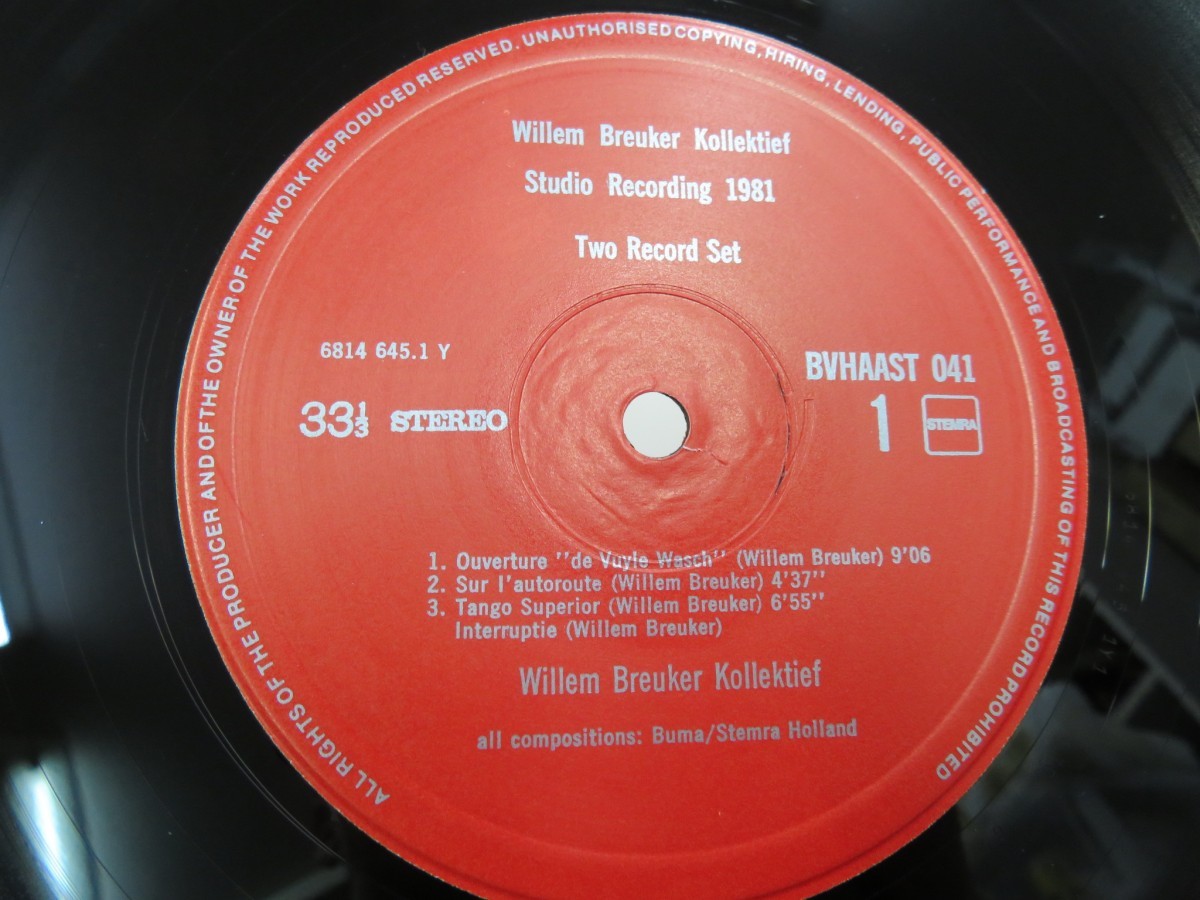 ALL RIGHTS OF THE PRODUCER AND OF THE OWNER OF THE WORK REPRODUCED RESERVED. UNAUTHORISED COPYING, HIRING, LENDING, PUBLIC PERFORMANCE AND BROADCASTING OF THIS RECORD PROHIBITED
Willem Breuker Kollektief
Studio Recording 1981
Two Record Set
6814 645.1 Y
BVHAAST 041
33⅓ STEREO
1 STEMRA
1. Ouverture ''de Vuyle Wasch'' (Willem Breuker) 9'06
2. Sur l'autoroute (Willem Breuker) 4'37''
3. Tango Superior (Willem Breuker) 6'55''
Interruptie (Willem Breuker)
Willem Breuker Kollektief
all compositions: Buma/Stemra Holland